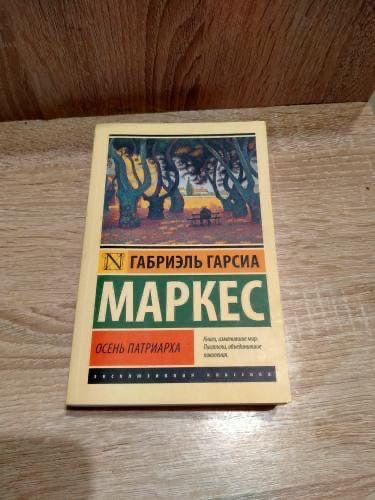 N
ГАБРИЭЛЬ ГАРСИА
МАРКЕС
ОСЕНЬ ПАТРИАРХА
Книги, изменившие мир.
Писатели, объединившие
поколения.
ЭКСКЛЮЗИВНАЯ КЛАССИКА